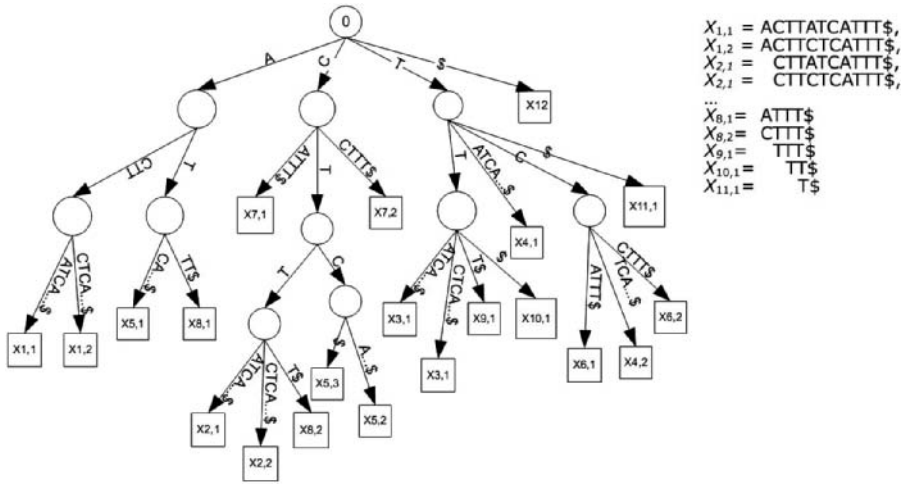 0
A
C
T
$
X12
CTT
T
ATTT$
T
CTTT$
T
ATCA...$
C
$
X7,1
X7,2
X4,1
X11,1
ATCA......$
CTCA....$
CA......$
TT$
T
C
ATCA......$
CTCA....$
T$
$
ATTT$
TCA...$
CTTT$
X1,1
X1,2
X5,1
X8,1
X3,1
X9,1
X10,1
X6,2
X3,1
X6,1
X4,2
ATCA......$
CTCA....$
T$
...$
A....$
X5,3
X2,1
X8,2
X5,2
X2,2
X1,1 = ACTTATCATTT$,
X1,2 = ACTTCTCATTT$,
X2,1 = CTTATCATTT$,
X2,1 = CTTCTCATTT$,
...
X8,1= ATTT$
X8,2= CTTT$
X9,1= TTT$
X10,1= TT$
X11,1= T$